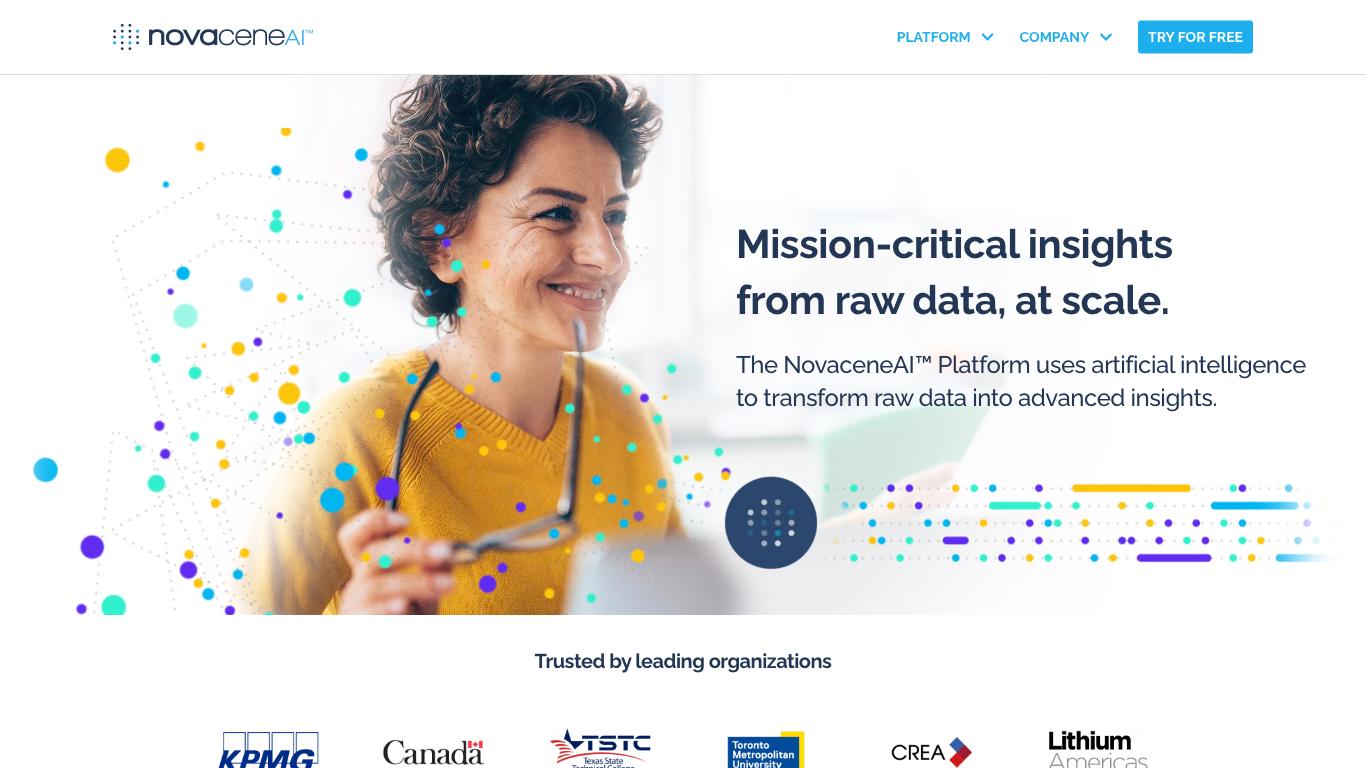 novaceneAI™
PLATFORM
COMPANY
TRY FOR FREE
Mission-critical insights
from raw data, at scale.
The NovaceneAI™ Platform uses artificial intelligence
to transform raw data into advanced insights.
Trusted by leading organizations
KPMG
Canada
TSTC
Texas State
Technical College
Toronto
Metropolitan
University
CREA
Lithium
Americas